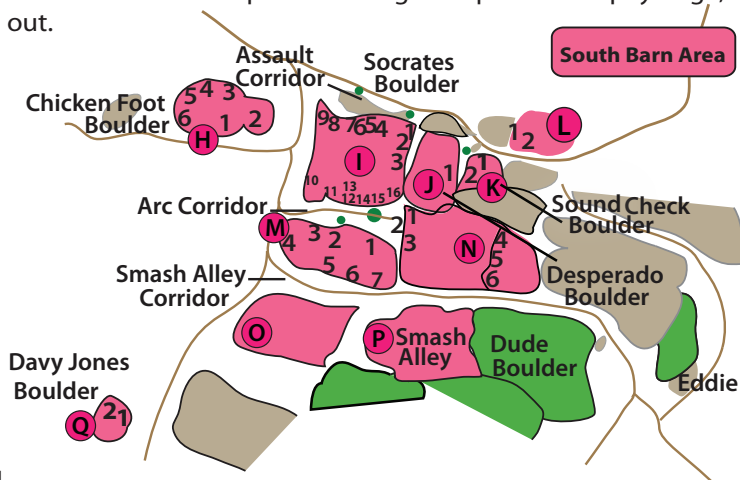 out.
South Barn Area
Assault
Corridor
Socrates
Boulder
Chicken Foot
Boulder
5 4 3
6 1 2
H
9 8 7 6 5 4 1
2
3
I
10 11 12 13 14 15 16
J 1
2 1
K
1 2
L
Arc Corridor
Sound Check
Boulder
M
4 3 2 1
5 6 7
2 1
3
N
4
5
6
Smash Alley
Corridor
Desperado
Boulder
O
P
Smash
Alley
Dude
Boulder
Eddie
Davy Jones
Boulder
Q
2 1